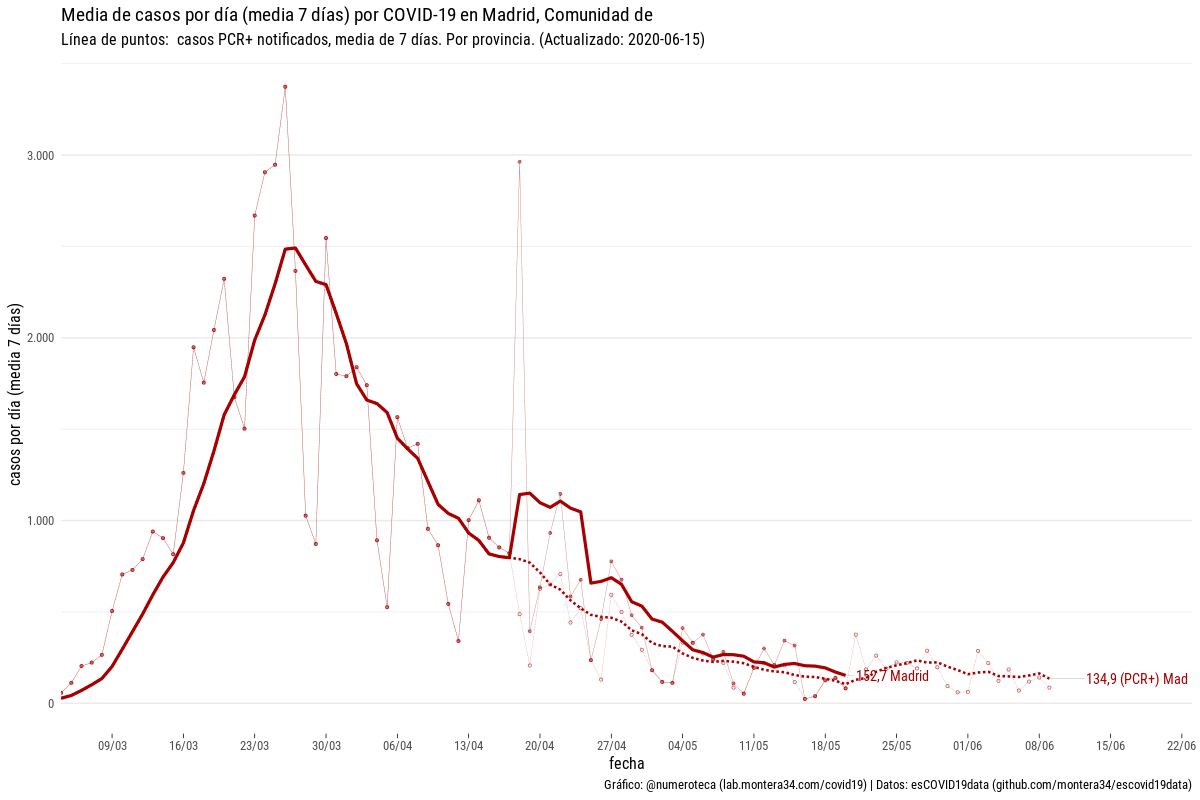 Media de casos por día (media 7 días) por COVID-19 en Madrid, Comunidad de
Línea de puntos:  casos PCR+ notificados, media de 7 días. Por provincia. (Actualizado: 2020-06-15)
casos por día (media 7 días)
3.000
2.000
1.000
0
152,7 Madrid
134,9 (PCR+) Mad
09/03 16/03 23/03 30/03 06/04 13/04 20/04 27/04 04/05 11/05 18/05 25/05 01/06 08/06 15/06 22/06
fecha
Gráfico: @numeroteca (lab.montera34.com/covid19) | Datos: esCOVID19data (github.com/montera34/escovid19data)